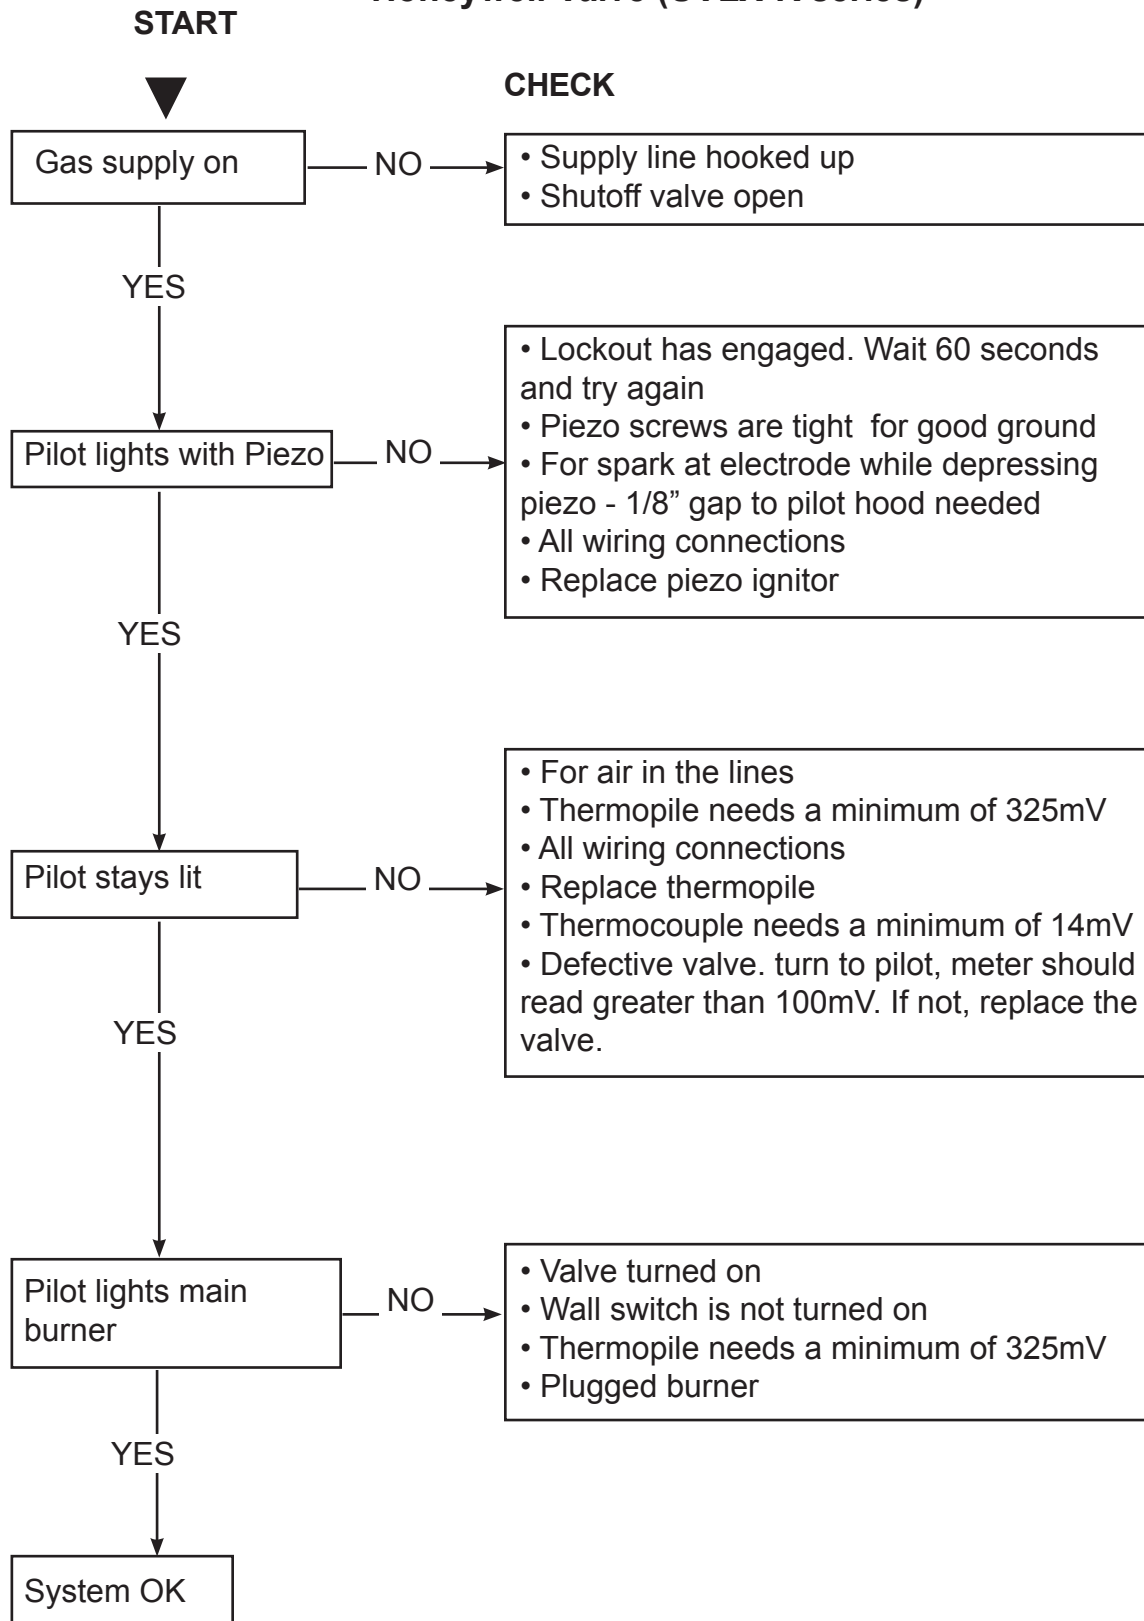 START
CHECK
Gas supply on
NO
• Supply line hooked up
• Shutoff valve open
YES
Pilot lights with Piezo
NO
• Lockout has engaged. Wait 60 seconds
and try again
• Piezo screws are tight for good ground
• For spark at electrode while depressing
piezo - 1/8” gap to pilot hood needed
• All wiring connections
• Replace piezo ignitor
YES
Pilot stays lit
NO
• For air in the lines
• Thermopile needs a minimum of 325mV
• All wiring connections
• Replace thermopile
• Thermocouple needs a minimum of 14mV
• Defective valve. turn to pilot, meter should
read greater than 100mV. If not, replace the
valve.
YES
Pilot lights main
burner
NO
• Valve turned on
• Wall switch is not turned on
• Thermopile needs a minimum of 325mV
• Plugged burner
YES
System OK